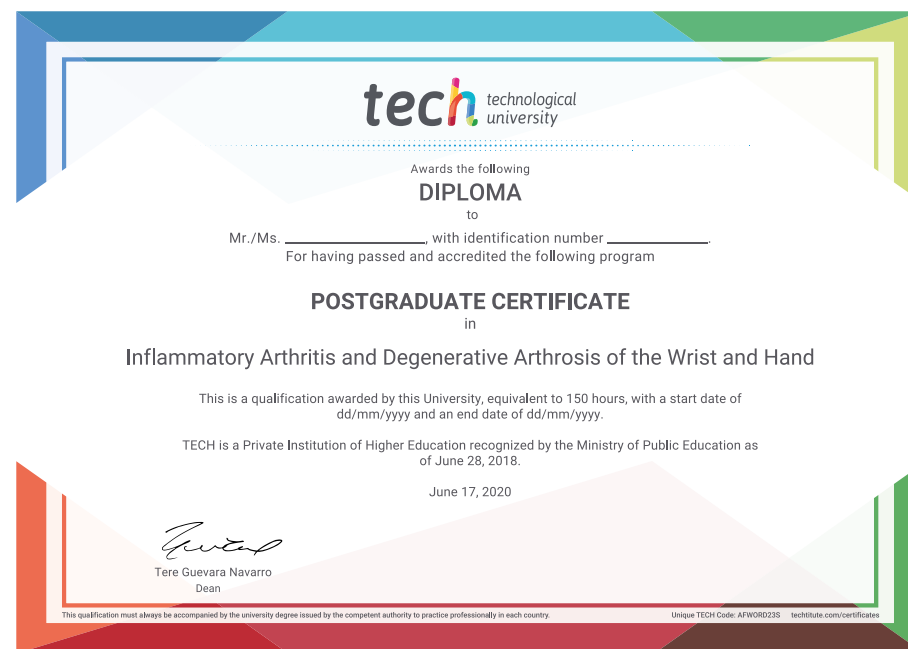 tech technological
university
Awards the following
DIPLOMA
to
Mr./Ms. ____________, with identification number ____________.
For having passed and accredited the following program
POSTGRADUATE CERTIFICATE
in
Inflammatory Arthritis and Degenerative Arthrosis of the Wrist and Hand
This is a qualification awarded by this University, equivalent to 150 hours, with a start date of
dd/mm/yyyy and an end date of dd/mm/yyyy.
TECH is a Private Institution of Higher Education recognized by the Ministry of Public Education as
of June 28, 2018.
June 17, 2020
Tere Guevara Navarro
Dean
This qualification must always be accompanied by the university degree issued by the competent authority to practice professionally in each country. Unique TECH Code: AFWORD23S techtitute.com/certificates